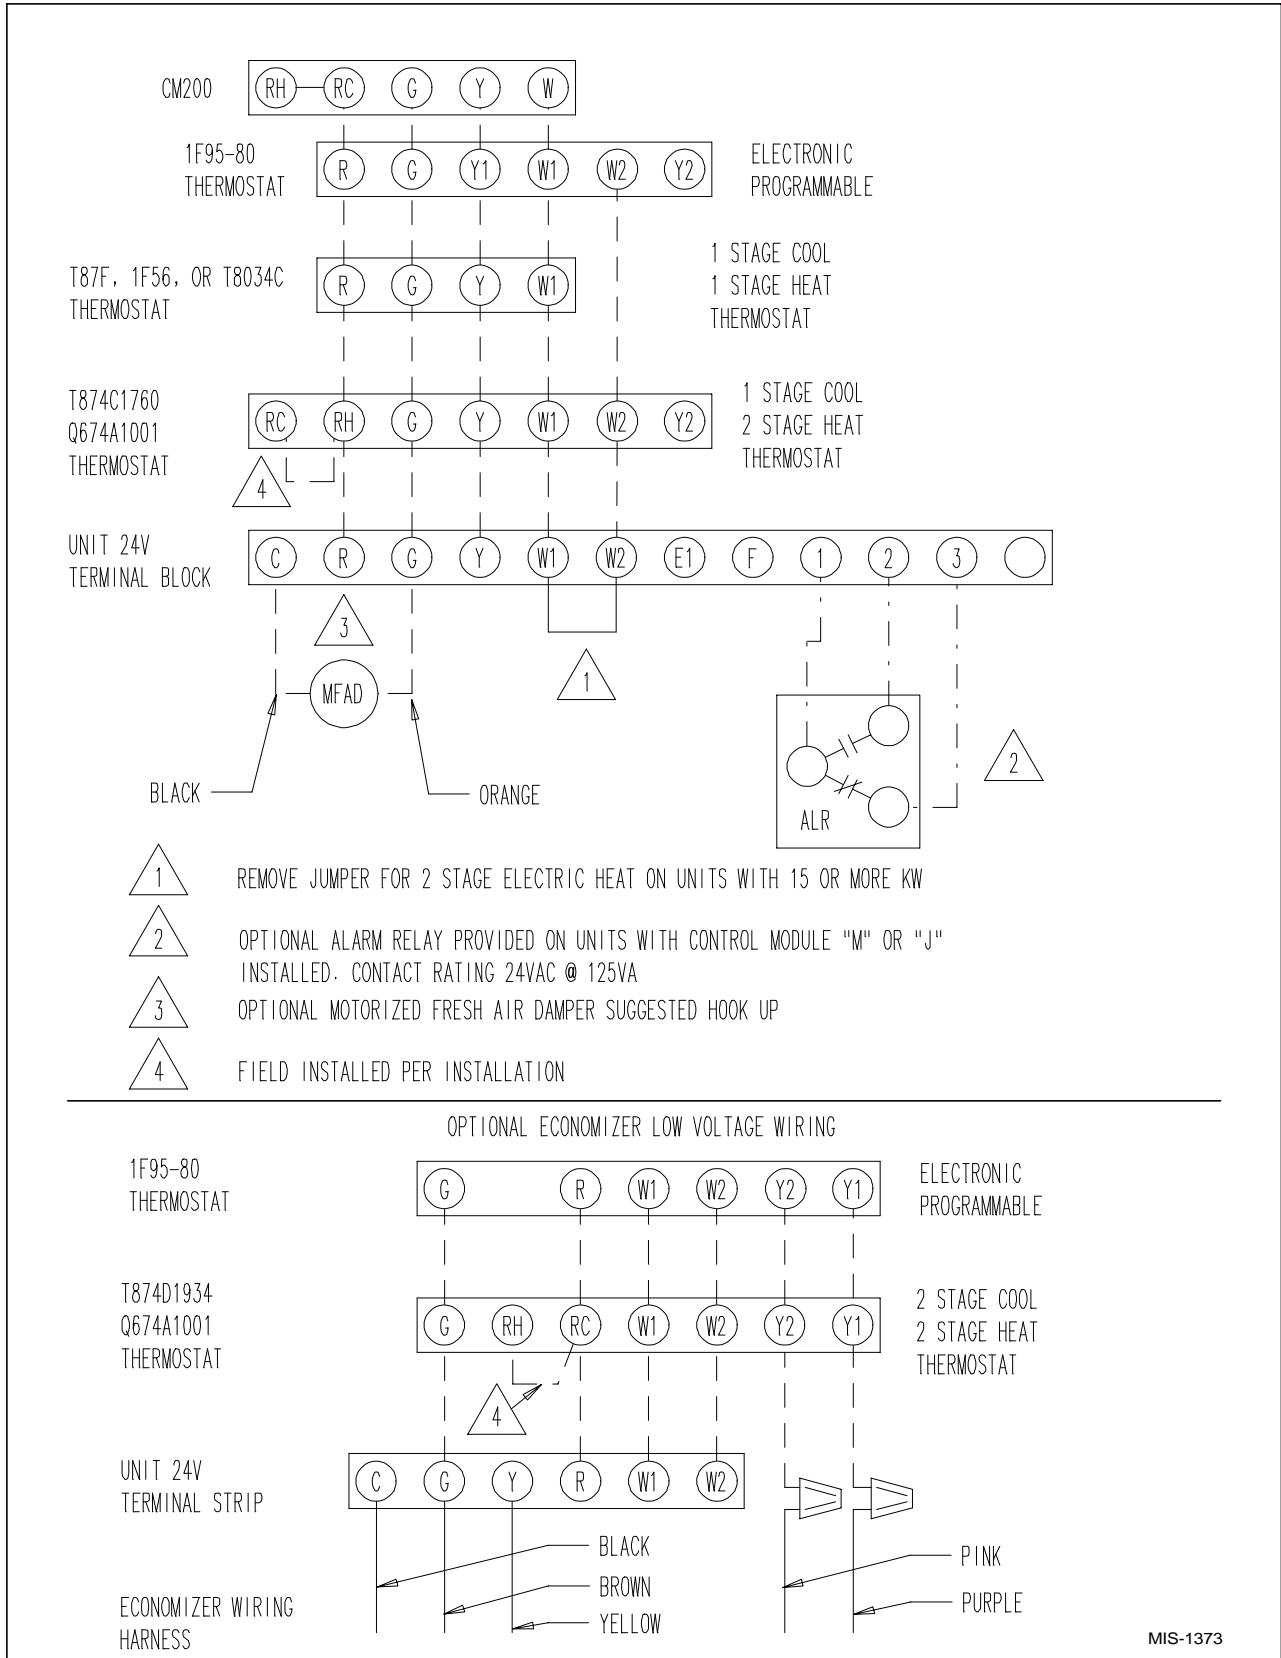 CM200 RH RC G Y W
1F95-80
THERMOSTAT
R G Y1 W1 W2 Y2
ELECTRONIC
PROGRAMMABLE
T87F, 1F56, OR T8034C
THERMOSTAT
R G Y W1
1 STAGE COOL
1 STAGE HEAT
THERMOSTAT
T874C1760
Q674A1001
THERMOSTAT
RC RH G Y W1 W2 Y2
1 STAGE COOL
2 STAGE HEAT
THERMOSTAT
4
UNIT 24V
TERMINAL BLOCK
C R G Y W1 W2 E1 F 1 2 3
3
1
MFAD
2
BLACK
ORANGE
ALR
1 REMOVE JUMPER FOR 2 STAGE ELECTRIC HEAT ON UNITS WITH 15 OR MORE KW
2 OPTIONAL ALARM RELAY PROVIDED ON UNITS WITH CONTROL MODULE "M" OR "J"
INSTALLED. CONTACT RATING 24VAC @ 125VA
3 OPTIONAL MOTORIZED FRESH AIR DAMPER SUGGESTED HOOK UP
4 FIELD INSTALLED PER INSTALLATION
OPTIONAL ECONOMIZER LOW VOLTAGE WIRING
1F95-80
THERMOSTAT
G R W1 W2 Y2 Y1
ELECTRONIC
PROGRAMMABLE
T874D1934
Q674A1001
THERMOSTAT
G RH RC W1 W2 Y2 Y1
2 STAGE COOL
2 STAGE HEAT
THERMOSTAT
4
UNIT 24V
TERMINAL STRIP
C G Y R W1 W2
BLACK
BROWN
YELLOW
PINK
PURPLE
ECONOMIZER WIRING
HARNESS
MIS-1373